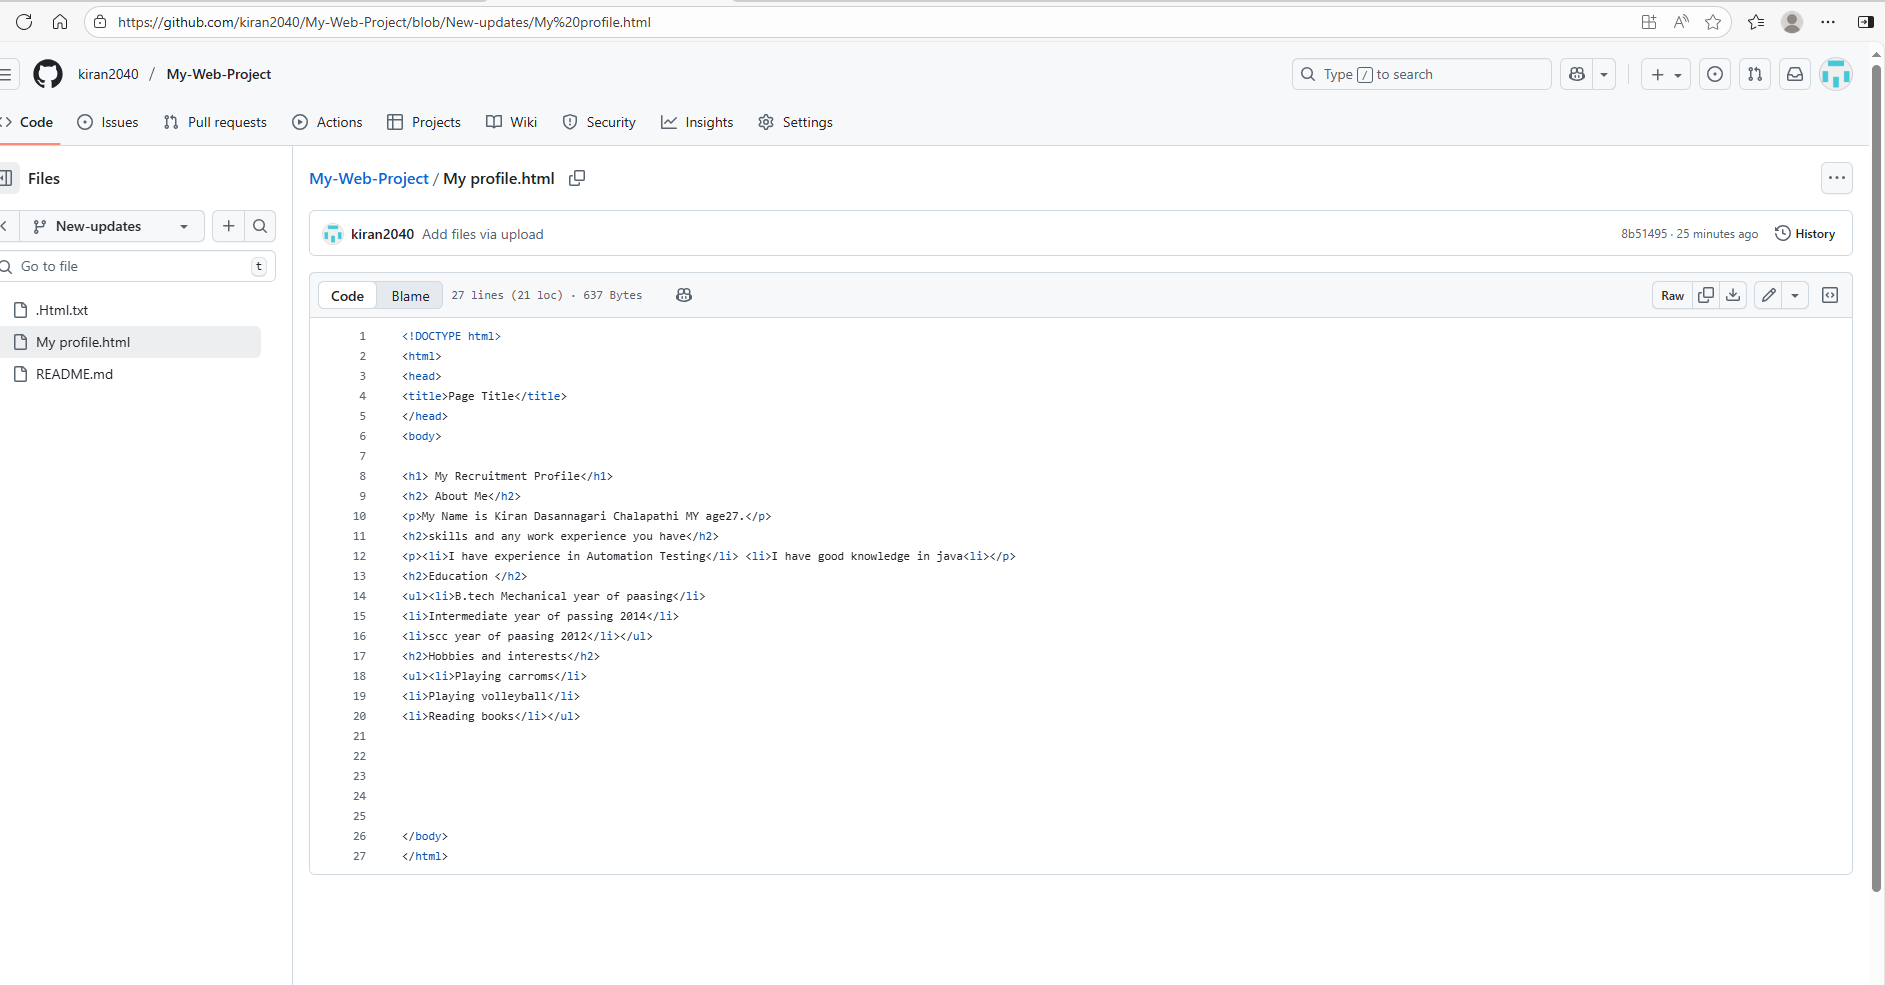 https://github.com/kiran2040/My-Web-Project/blob/New-updates/My%20profile.html
kiran2040 / My-Web-Project
Type / to search
Code Issues Pull requests Actions Projects Wiki Security Insights Settings
Files
New-updates
Go to file t
.Html.txt
My profile.html
README.md
My-Web-Project / My profile.html
kiran2040 Add files via upload
8b51495 · 25 minutes ago History
Code Blame 27 lines (21 loc) · 637 Bytes
Raw
1 <!DOCTYPE html>
2 <html>
3 <head>
4 <title>Page Title</title>
5 </head>
6 <body>
7
8 <h1> My Recruitment Profile</h1>
9 <h2> About Me</h2>
10 <p>My Name is Kiran Dasannagari Chalapathi MY age27.</p>
11 <h2>skills and any work experience you have</h2>
12 <p><li>I have experience in Automation Testing</li> <li>I have good knowledge in java<li></p>
13 <h2>Education </h2>
14 <ul><li>B.tech Mechanical year of paasing</li>
15 <li>Intermediate year of passing 2014</li>
16 <li>scc year of paasing 2012</li></ul>
17 <h2>Hobbies and interests</h2>
18 <ul><li>Playing carroms</li>
19 <li>Playing volleyball</li>
20 <li>Reading books</li></ul>
21
22
23
24
25
26 </body>
27 </html>